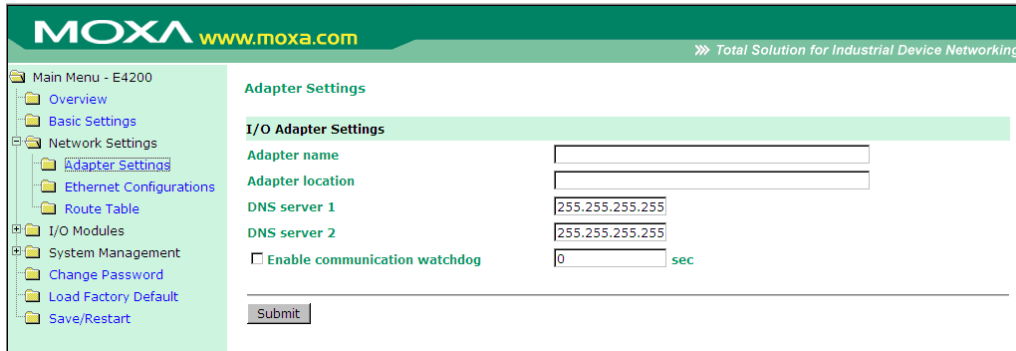 MOXA www.moxa.com
Total Solution for Industrial Device Networking
Main Menu - E4200
Overview
Basic Settings
Network Settings
Adapter Settings
Ethernet Configurations
Route Table
I/O Modules
System Management
Change Password
Load Factory Default
Save/Restart
Adapter Settings
I/O Adapter Settings
Adapter name
Adapter location
DNS server 1 255.255.255.255
DNS server 2 255.255.255.255
Enable communication watchdog 0 sec
Submit